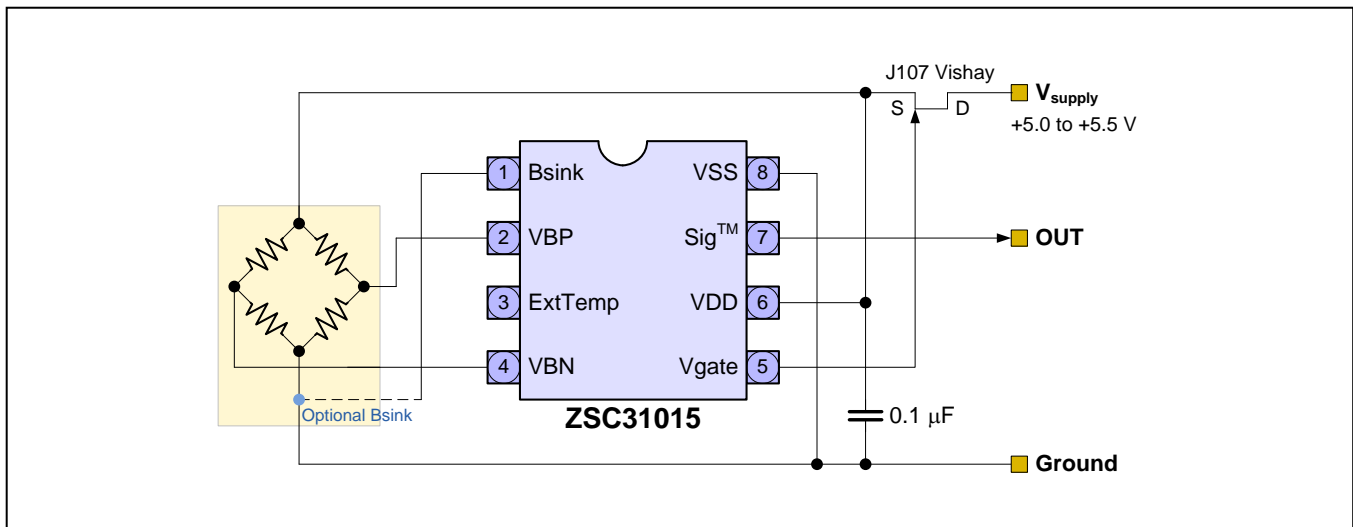 J107 Vishay
S D
V_supply
+5.0 to +5.5 V
1 Bsink
VSS 8
2 VBP
Sig™ 7
OUT
3 ExtTemp
VDD 6
4 VBN
Vgate 5
Optional Bsink
ZSC31015
0.1 µF
Ground